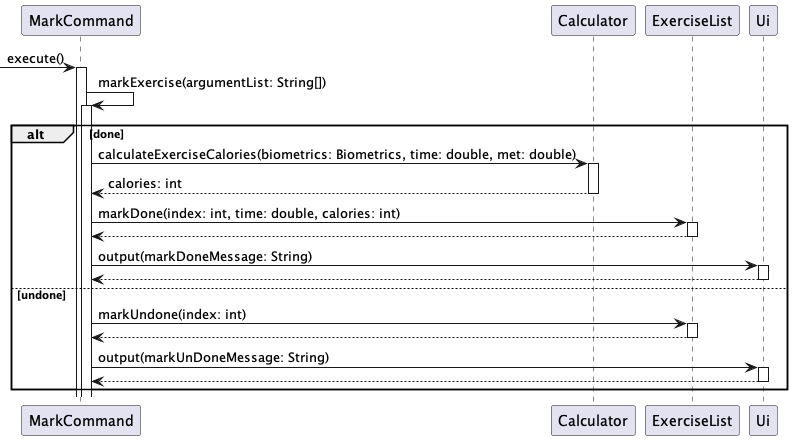 MarkCommand Calculator ExerciseList Ui
execute()
markExercise(argumentList: String[])
alt [done]
calculateExerciseCalories(biometrics: Biometrics, time: double, met: double)
calories: int
markDone(index: int, time: double, calories: int)
output(markDoneMessage: String)
[undone]
markUndone(index: int)
output(markUnDoneMessage: String)
MarkCommand Calculator ExerciseList Ui